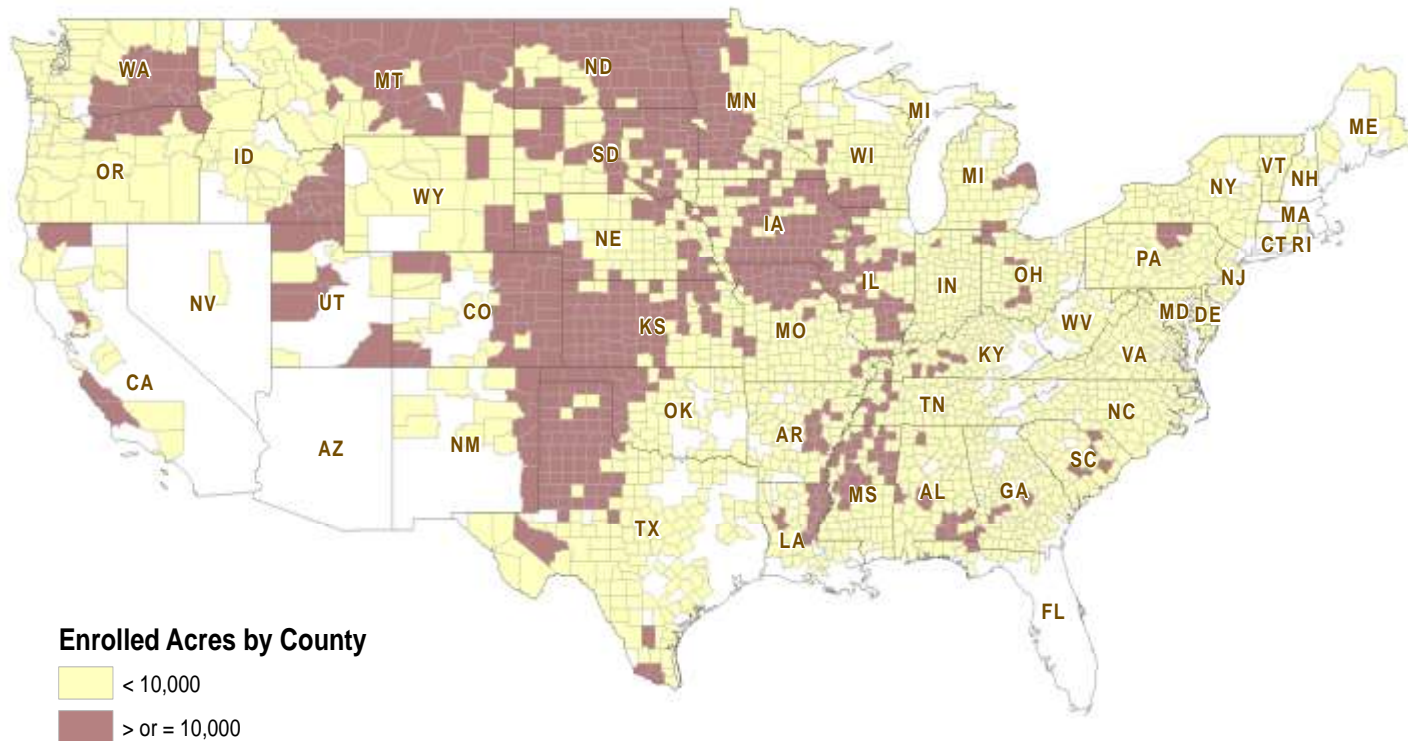 WA
MT
ND
MN
MI
ME
OR
ID
SD
WI
MI
VT
NH
NY
WY
MA
IA
NE
CT RI
PA
NV
UT
CO
IL
IN
OH
NJ
KS
MO
WV
MD DE
KY
VA
CA
OK
TN
NC
AZ
NM
AR
SC
MS
AL
GA
TX
LA
FL
Enrolled Acres by County
< 10,000
> or = 10,000